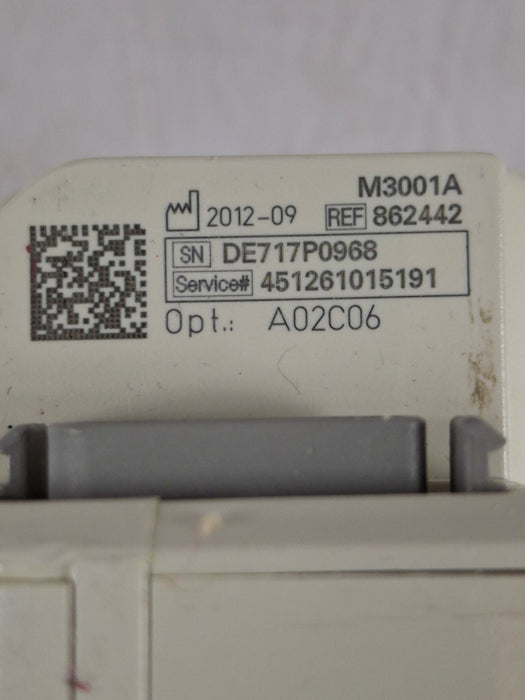 M3001A
2012-09 REF 862442
SN DE717P0968
Service# 451261015191
Opt.: A02C06